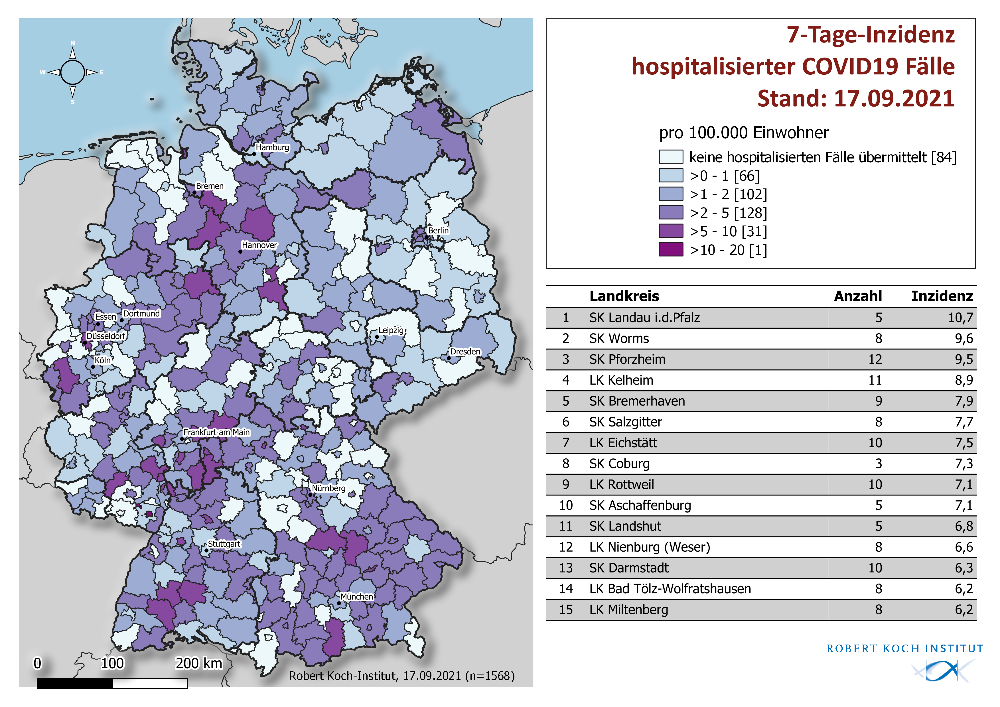 N
W
E
S
Hamburg
Bremen
Berlin
Hannover
Essen
Dortmund
Düsseldorf
Leipzig
Dresden
Köln
Frankfurt am Main
Nürnberg
Stuttgart
München
0 100 200 km
Robert Koch-Institut, 17.09.2021 (n=1568)
7-Tage-Inzidenz
hospitalisierter COVID19 Fälle
Stand: 17.09.2021
pro 100.000 Einwohner
keine hospitalisierten Fälle übermittelt [84]
>0 - 1 [66]
>1 - 2 [102]
>2 - 5 [128]
>5 - 10 [31]
>10 - 20 [1]
Landkreis Anzahl Inzidenz
1 SK Landau i.d.Pfalz 5 10,7
2 SK Worms 8 9,6
3 SK Pforzheim 12 9,5
4 LK Kelheim 11 8,9
5 SK Bremerhaven 9 7,9
6 SK Salzgitter 8 7,7
7 LK Eichstätt 10 7,5
8 SK Coburg 3 7,3
9 LK Rottweil 10 7,1
10 SK Aschaffenburg 5 7,1
11 SK Landshut 5 6,8
12 LK Nienburg (Weser) 8 6,6
13 SK Darmstadt 10 6,3
14 LK Bad Tölz-Wolfratshausen 8 6,2
15 LK Miltenberg 8 6,2
ROBERT KOCH INSTITUT